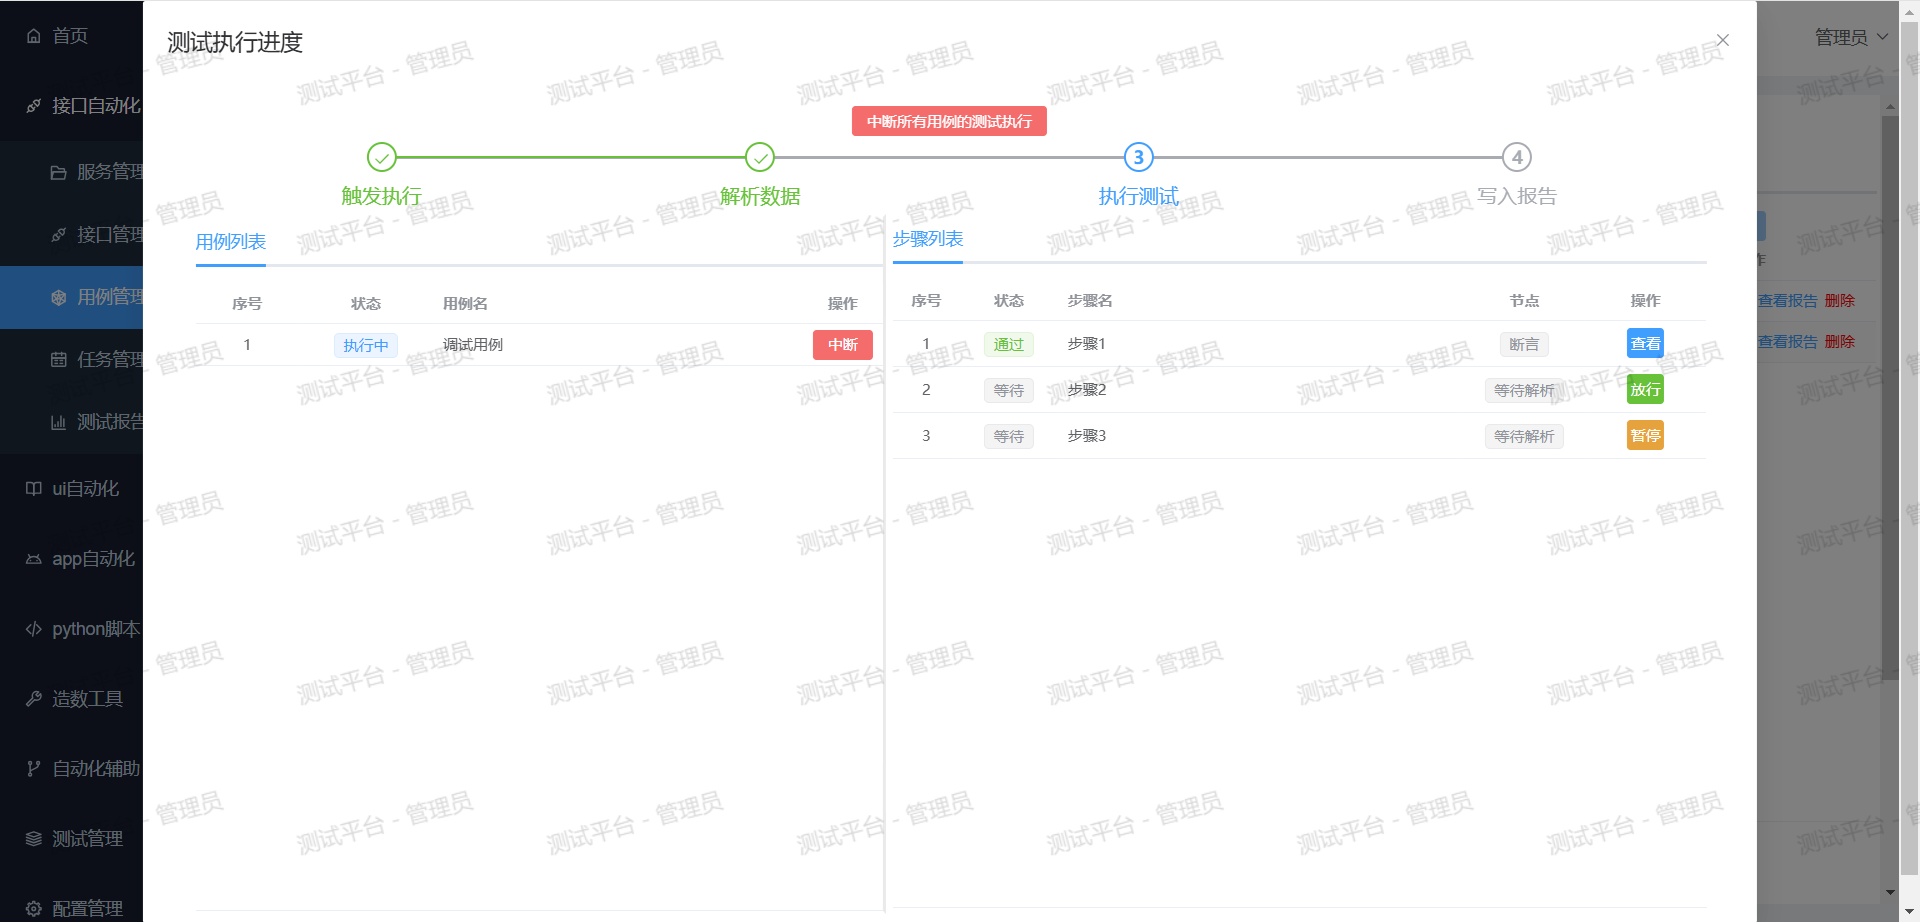 首页
接口自动化
服务管理
接口管理
用例管理
任务管理
测试报告
ui自动化
app自动化
python脚本
造数工具
自动化辅助
测试管理
配置管理
测试执行进度
管理员
中断所有用例的测试执行
3
4
触发执行
解析数据
执行测试
写入报告
用例列表
序号 状态 用例名 操作
1 执行中 调试用例 中断
步骤列表
序号 状态 步骤名 节点 操作
1 通过 步骤1 断言 查看
2 等待 步骤2 等待解析 放行
3 等待 步骤3 等待解析 暂停
作
查看报告 删除
查看报告 删除
测试平台 - 管理员